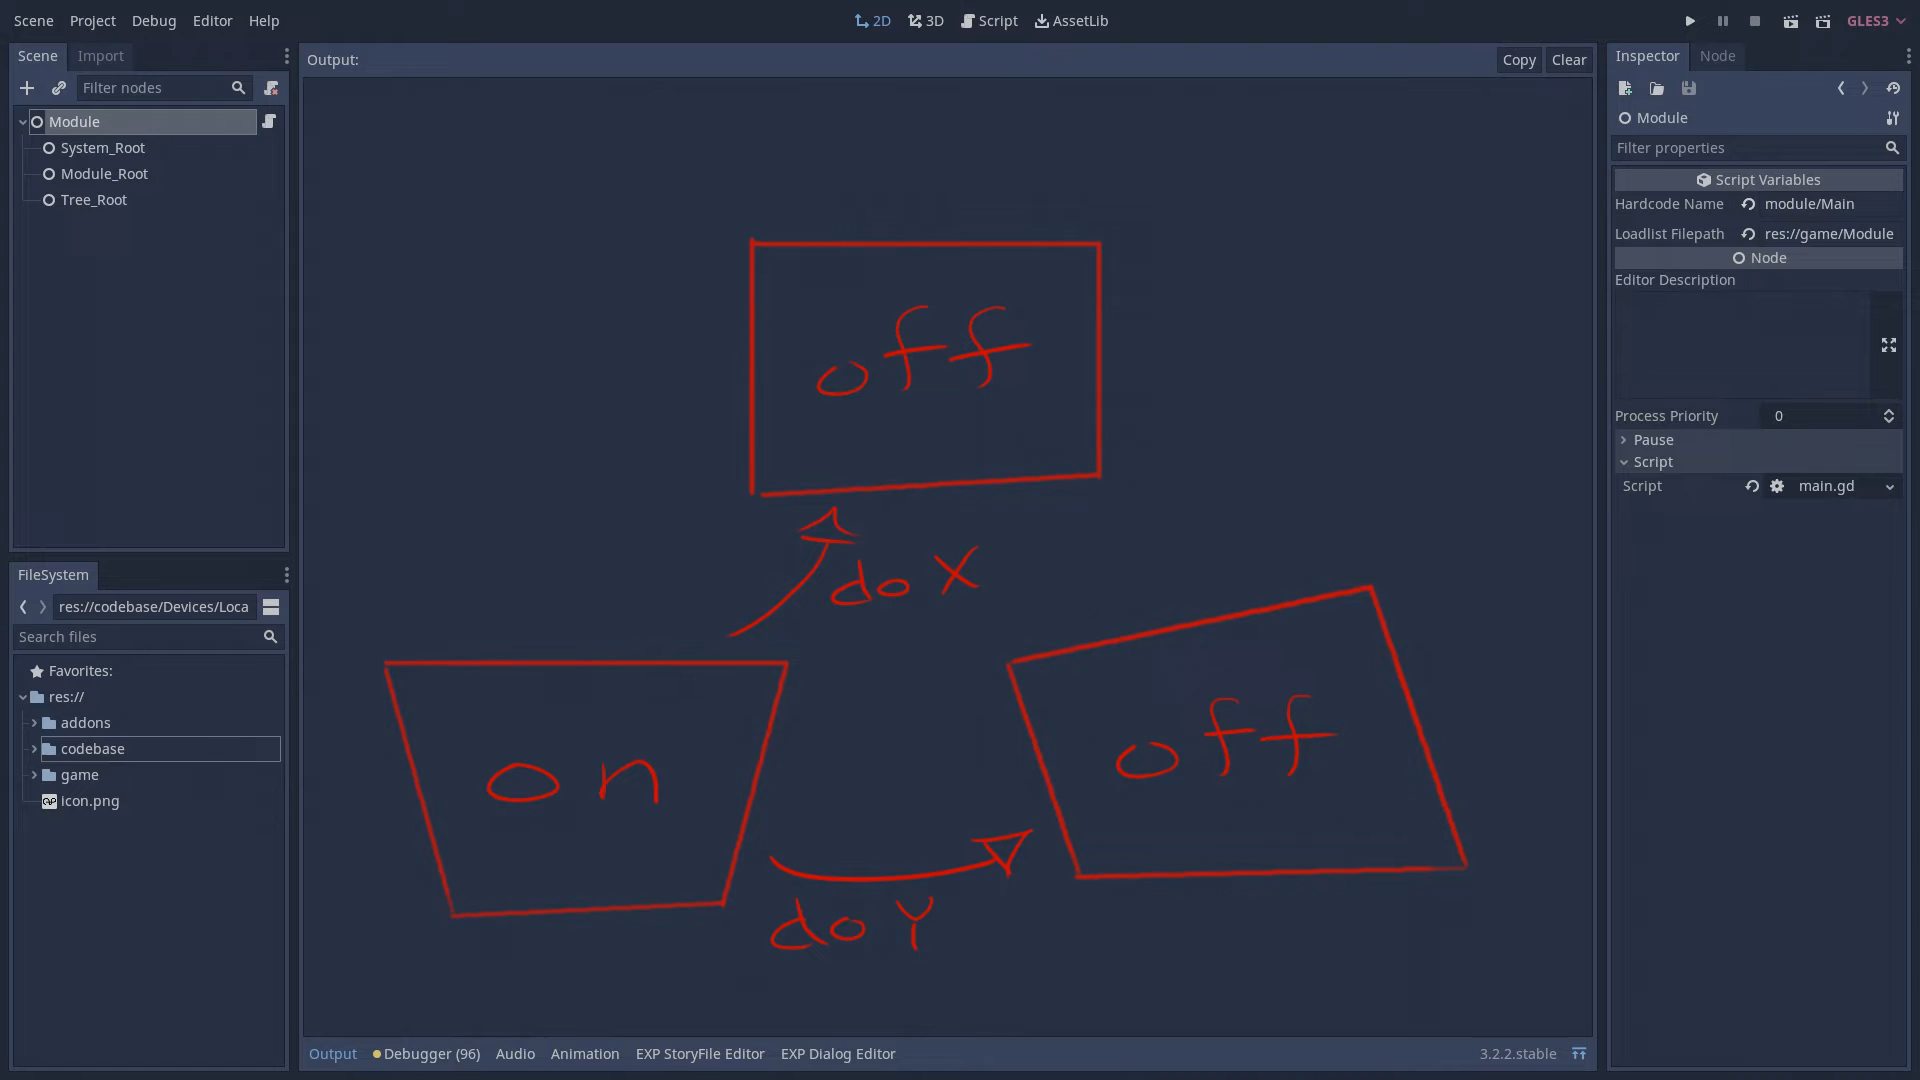 Scene Project Debug Editor Help
2D 3D Script AssetLib
GLES3
Scene Import
Filter nodes
Module
System_Root
Module_Root
Tree_Root
FileSystem
res://codebase/Devices/Loca
Search files
Favorites:
res://
addons
codebase
game
icon.png
Output:
Copy Clear
off
do X
on
off
do Y
Output Debugger (96) Audio Animation EXP StoryFile Editor EXP Dialog Editor
3.2.2.stable
Inspector Node
Module
Filter properties
Script Variables
Hardcode Name module/Main
Loadlist Filepath res://game/Module
Node
Editor Description
Process Priority 0
Pause
Script
Script main.gd